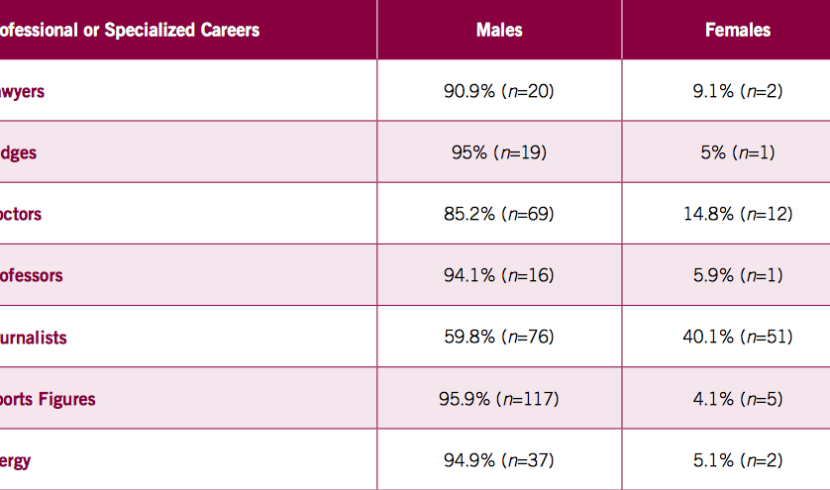 ofessional or Specialized Careers Males Females
wyers 90.9% (n=20) 9.1% (n=2)
dges 95% (n=19) 5% (n=1)
octors 85.2% (n=69) 14.8% (n=12)
ofessors 94.1% (n=16) 5.9% (n=1)
urnalists 59.8% (n=76) 40.1% (n=51)
ports Figures 95.9% (n=117) 4.1% (n=5)
ergy 94.9% (n=37) 5.1% (n=2)